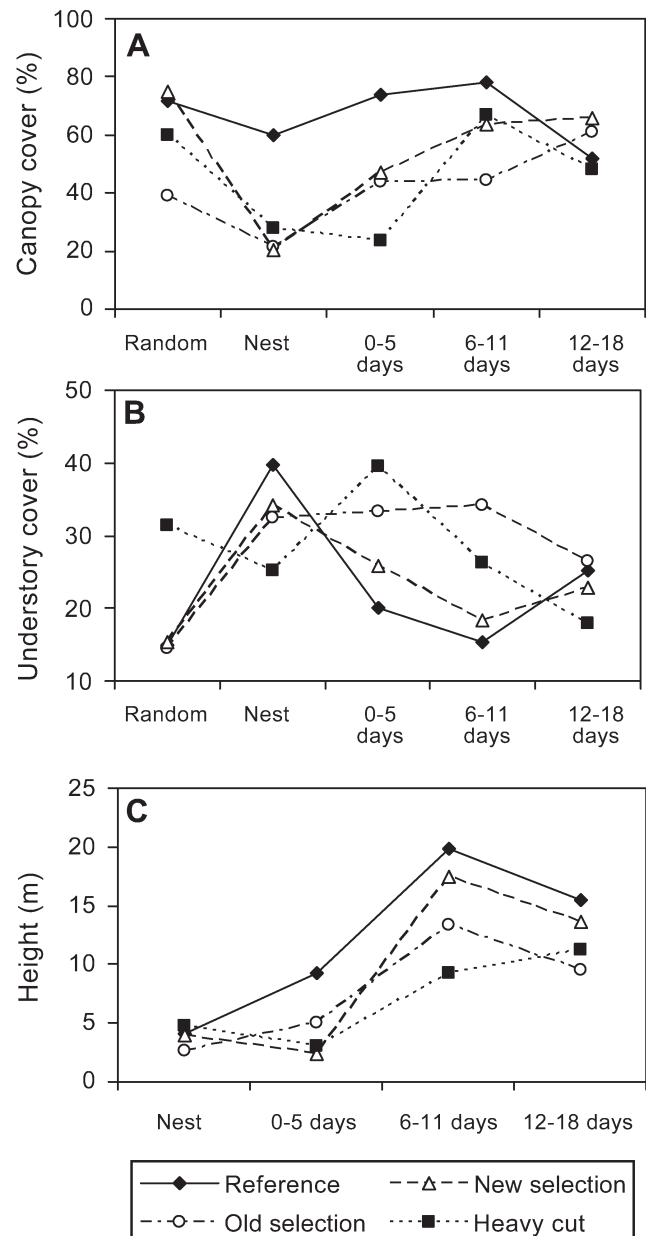 A
Canopy cover (%)
100
80
60
40
20
0
Random Nest 0-5 6-11 12-18
days days days
B
Understory cover (%)
50
40
30
20
10
Random Nest 0-5 6-11 12-18
days days days
C
Height (m)
25
20
15
10
5
0
Nest 0-5 days 6-11 days 12-18 days
Reference New selection
Old selection Heavy cut